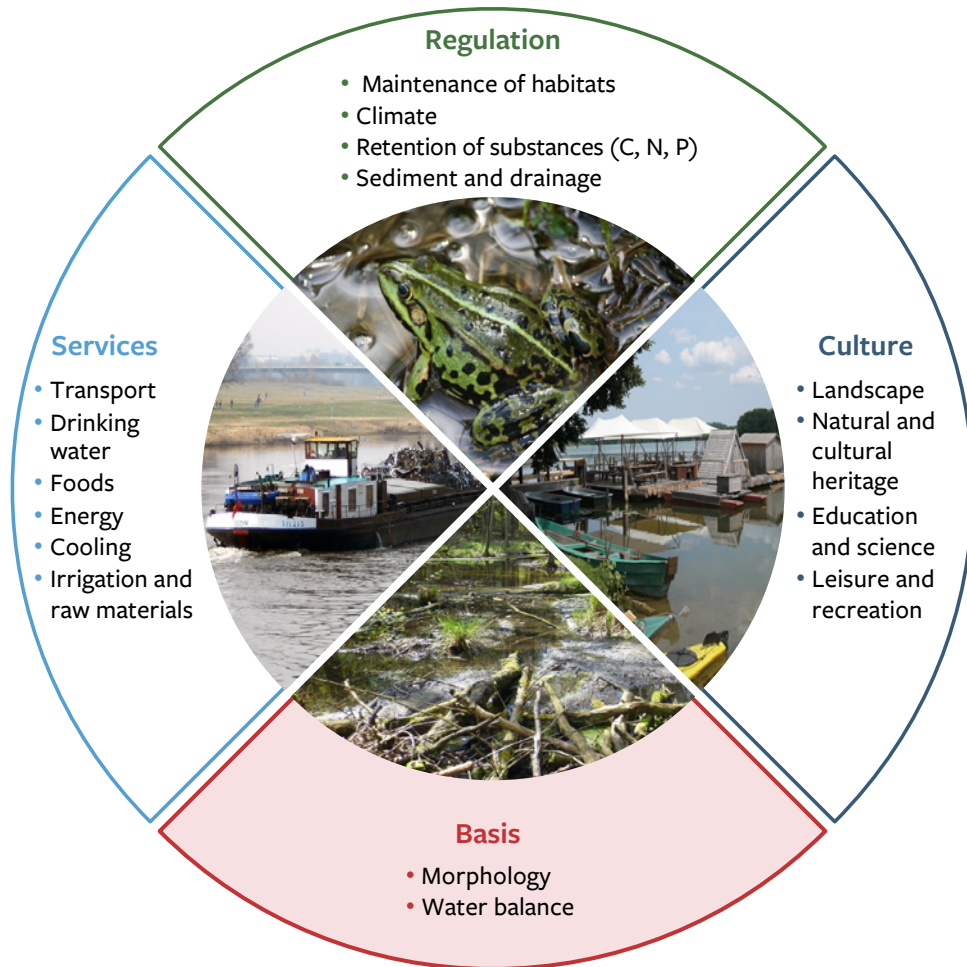 Regulation
• Maintenance of habitats
• Climate
• Retention of substances (C, N, P)
• Sediment and drainage
Services
• Transport
• Drinking
water
• Foods
• Energy
• Cooling
• Irrigation and
raw materials
Culture
• Landscape
• Natural and
cultural
heritage
• Education
and science
• Leisure and
recreation
Basis
• Morphology
• Water balance